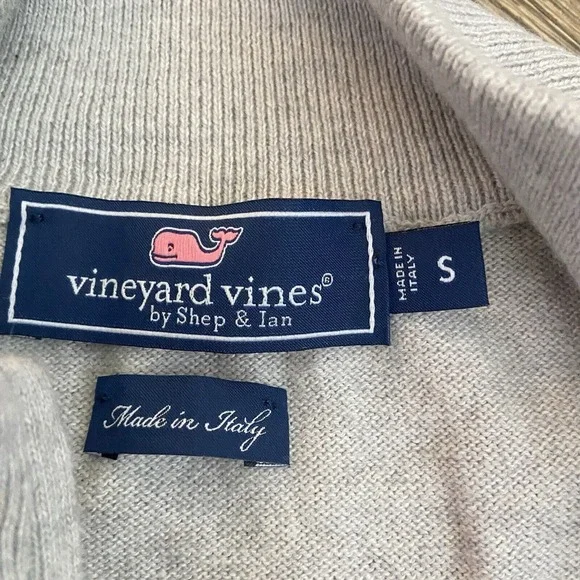 vineyard vines®
by Shep & Ian
MADE IN
ITALY
S
Made in Italy